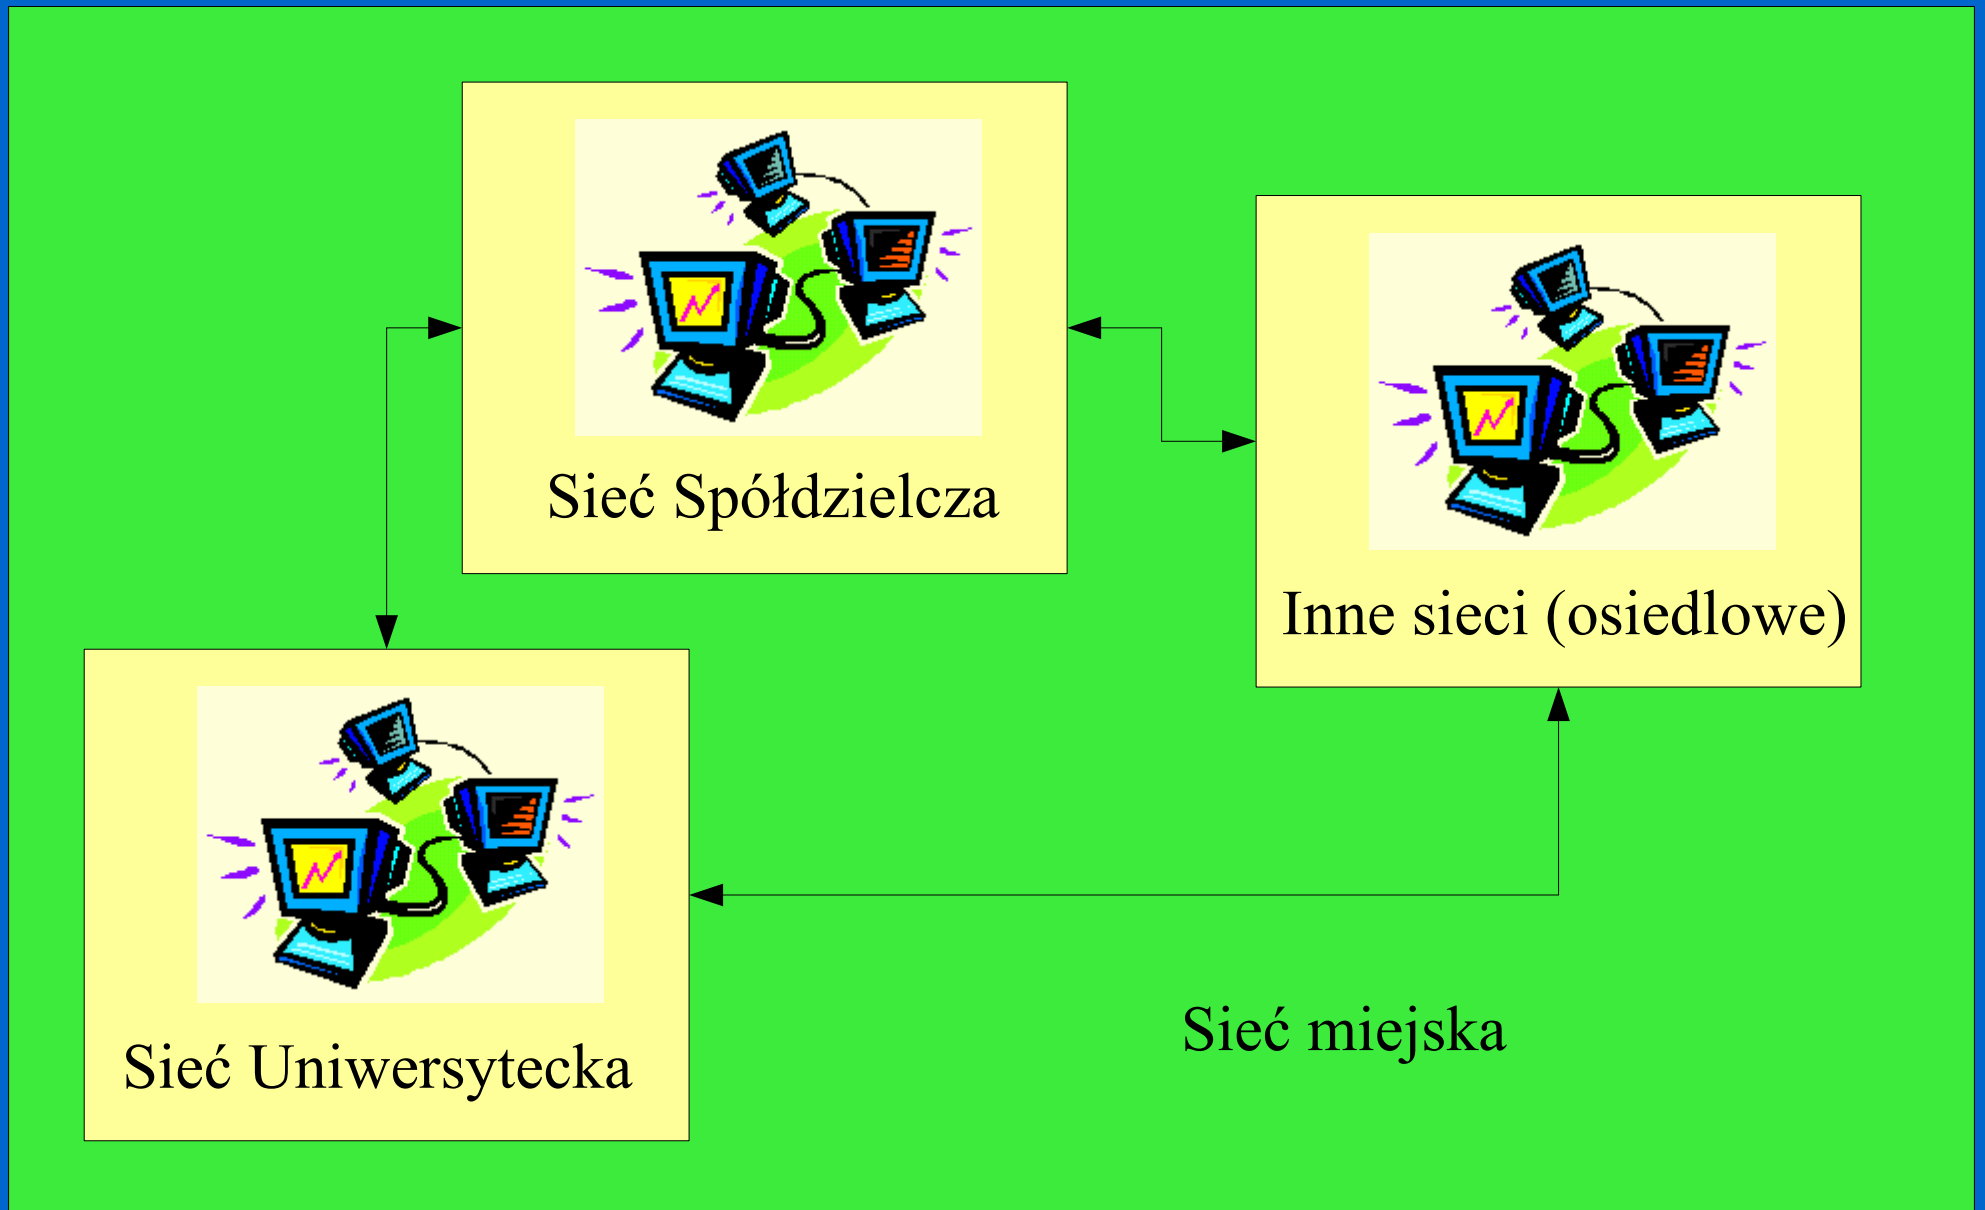 Sieć Spółdzielcza
Inne sieci (osiedlowe)
Sieć Uniwersytecka
Sieć miejska